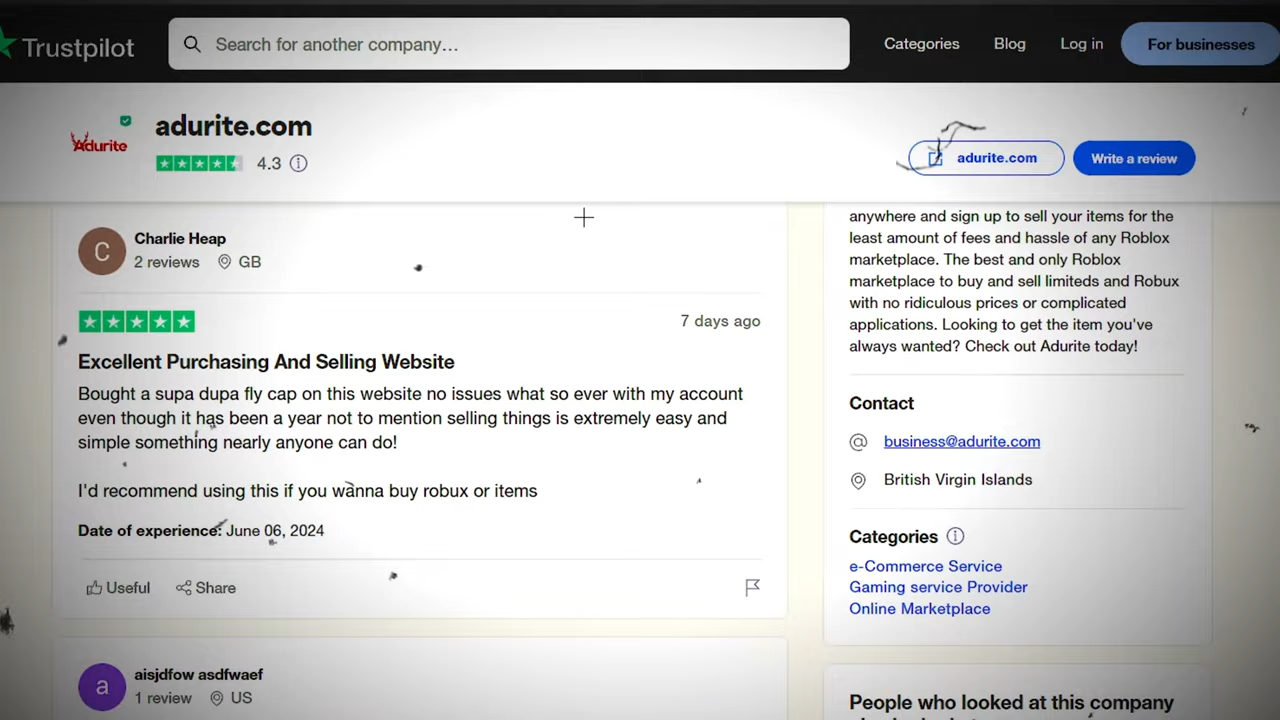 Trustpilot
Search for another company…
Categories
Blog
Log in
For businesses
Adurite
adurite.com
4.3
adurite.com
Write a review
C
Charlie Heap
2 reviews
GB
7 days ago
Excellent Purchasing And Selling Website
Bought a supa dupa fly cap on this website no issues what so ever with my account
even though it has been a year not to mention selling things is extremely easy and
simple something nearly anyone can do!
I'd recommend using this if you wanna buy robux or items
Date of experience: June 06, 2024
Useful
Share
a
aisjdfow asdfwaef
1 review
US
anywhere and sign up to sell your items for the
least amount of fees and hassle of any Roblox
marketplace. The best and only Roblox
marketplace to buy and sell limiteds and Robux
with no ridiculous prices or complicated
applications. Looking to get the item you've
always wanted? Check out Adurite today!
Contact
business@adurite.com
British Virgin Islands
Categories
e-Commerce Service
Gaming service Provider
Online Marketplace
People who looked at this company